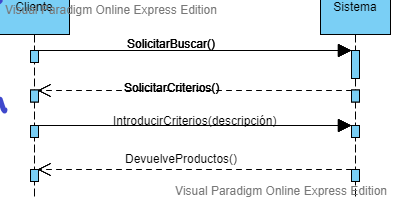 Visual Paradigm Online Express Edition
Cliente
Sistema
SolicitarBuscar()
SolicitarCriterios()
IntroducirCriterios(descripción)
DevuelveProductos()
Visual Paradigm Online Express Edition